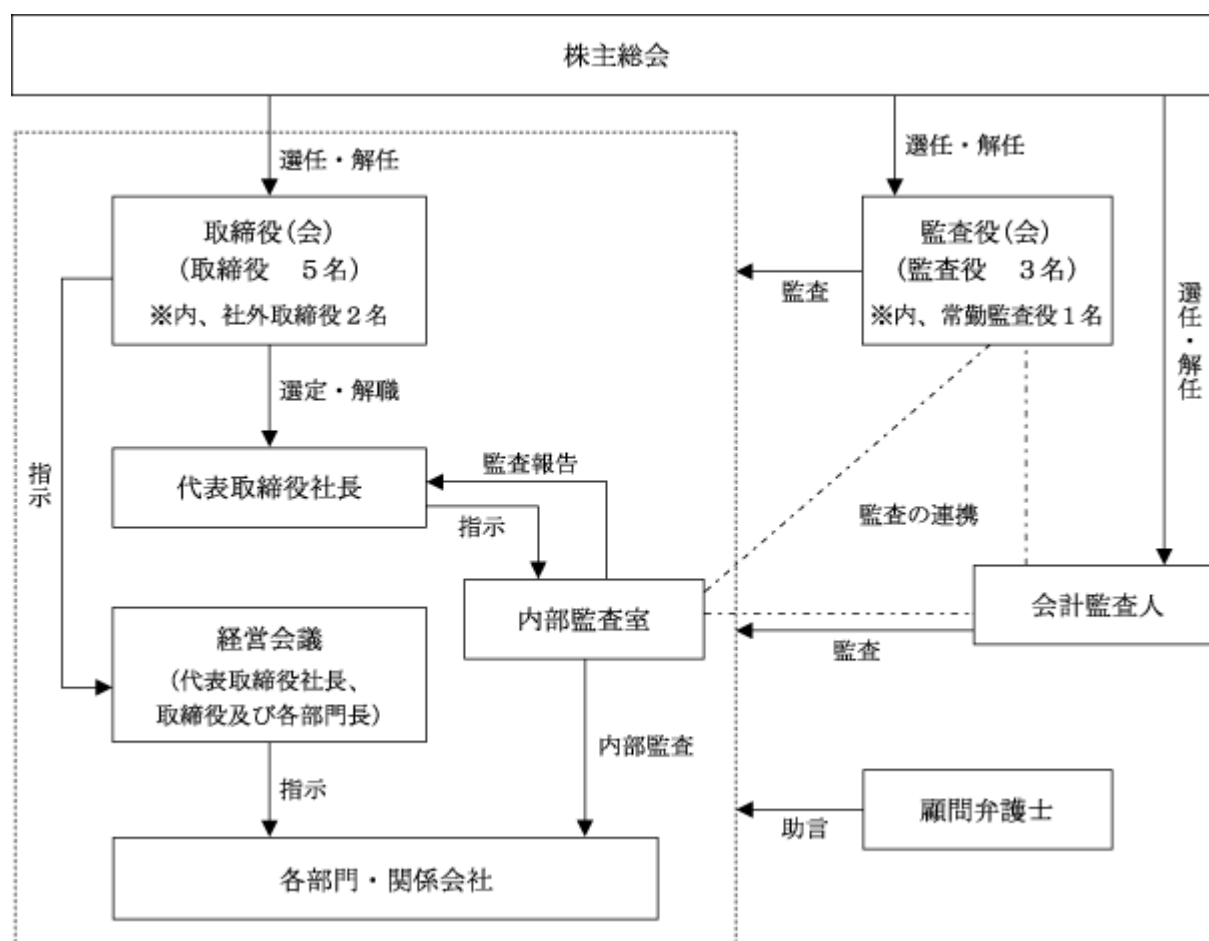 株主総会
選任・解任
選任・解任
選任・解任
取締役(会)
(取締役　５名)
※内、社外取締役２名
監査役(会)
(監査役　３名)
※内、常勤監査役１名
監査
選定・解職
指示
代表取締役社長
監査報告
指示
監査の連携
内部監査室
会計監査人
監査
経営会議
(代表取締役社長、
取締役及び各部門長)
内部監査
指示
顧問弁護士
助言
各部門・関係会社